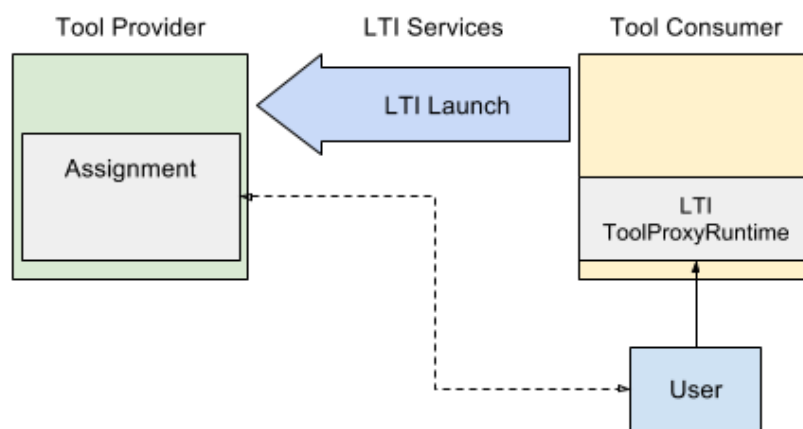 Tool Provider
LTI Services
Tool Consumer
LTI Launch
Assignment
LTI
ToolProxyRuntime
User